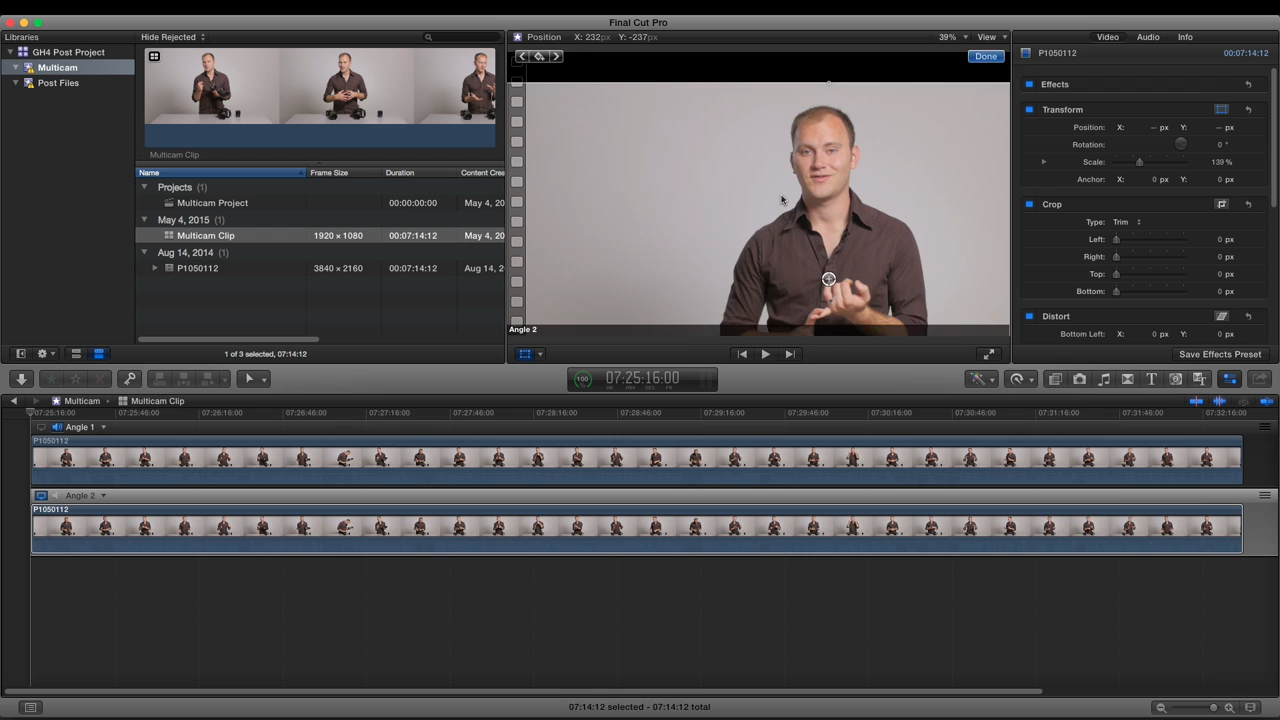 Final Cut Pro
Libraries
Hide Rejected
Position X: 232px Y: -237px
39% View
Video Audio Info
GH4 Post Project
Multicam
Post Files
Multicam Clip
Done
P1050112 00:07:14:12
Effects
Transform
Position: X: -- px Y: -- px
Rotation: 0 °
Scale: 139 %
Anchor: X: 0 px Y: 0 px
Crop
Type: Trim
Left: 0 px
Right: 0 px
Top: 0 px
Bottom: 0 px
Distort
Bottom Left: X: 0 px Y: 0 px
Name Frame Size Duration Content Crea
Projects (1)
Multicam Project 00:00:00:00 May 4, 20
May 4, 2015 (1)
Multicam Clip 1920 × 1080 00:07:14:12 May 4, 20
Aug 14, 2014 (1)
P1050112 3840 × 2160 00:07:14:12 Aug 14, 2
Angle 2
1 of 3 selected, 07:14:12
Save Effects Preset
100 07:25:16:00
Multicam Multicam Clip
07:25:16:00 07:25:46:00 07:26:16:00 07:26:46:00 07:27:16:00 07:27:46:00 07:28:16:00 07:28:46:00 07:29:16:00 07:29:46:00 07:30:16:00 07:30:46:00 07:31:16:00 07:31:46:00 07:32:16:00
Angle 1
P1050112
Angle 2
P1050112
07:14:12 selected - 07:14:12 total